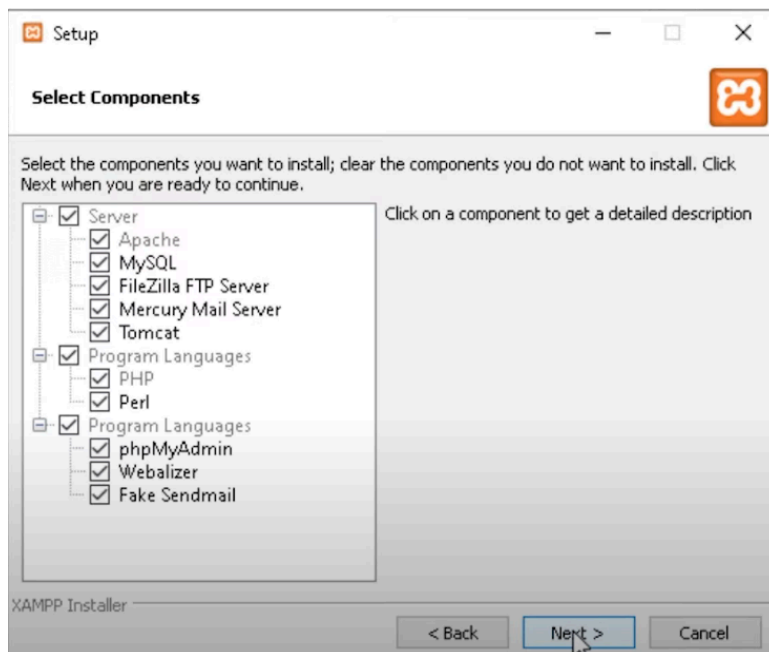 Setup
Select Components
Select the components you want to install; clear the components you do not want to install. Click
Next when you are ready to continue.
Server
Apache
MySQL
FileZilla FTP Server
Mercury Mail Server
Tomcat
Program Languages
PHP
Perl
Program Languages
phpMyAdmin
Webalizer
Fake Sendmail
Click on a component to get a detailed description
XAMPP Installer
< Back
Next >
Cancel